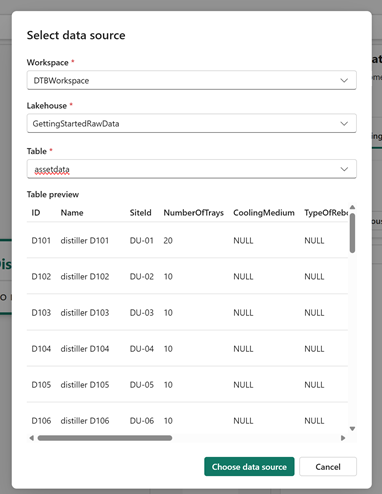 Select data source
Workspace *
DTBWorkspace
Lakehouse *
GettingStartedRawData
Table *
assetdata
Table preview
ID Name SiteId NumberOfTrays CoolingMedium TypeOfRebo
D101 distiller D101 DU-01 20 NULL NULL
D102 distiller D102 DU-02 10 NULL NULL
D103 distiller D103 DU-03 10 NULL NULL
D104 distiller D104 DU-04 10 NULL NULL
D105 distiller D105 DU-05 10 NULL NULL
D106 distiller D106 DU-06 10 NULL NULL
Choose data source Cancel